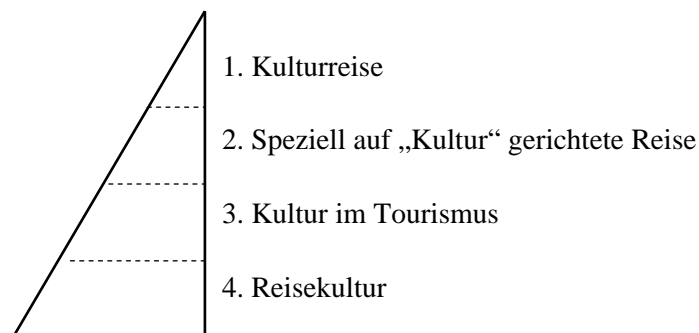 1. Kulturreise
2. Speziell auf „Kultur“ gerichtete Reise
3. Kultur im Tourismus
4. Reisekultur